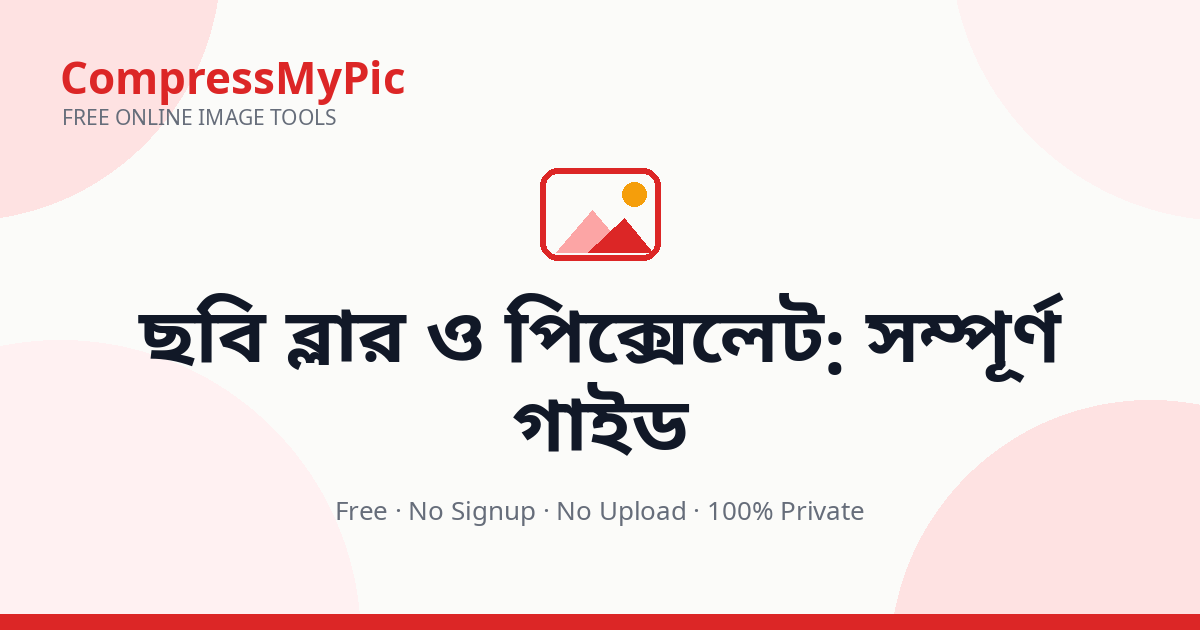 CompressMyPic
FREE ONLINE IMAGE TOOLS
ছবি ব্লার ও পিক্সেলেট: সম্পূর্ণ
গাইড
Free · No Signup · No Upload · 100% Private